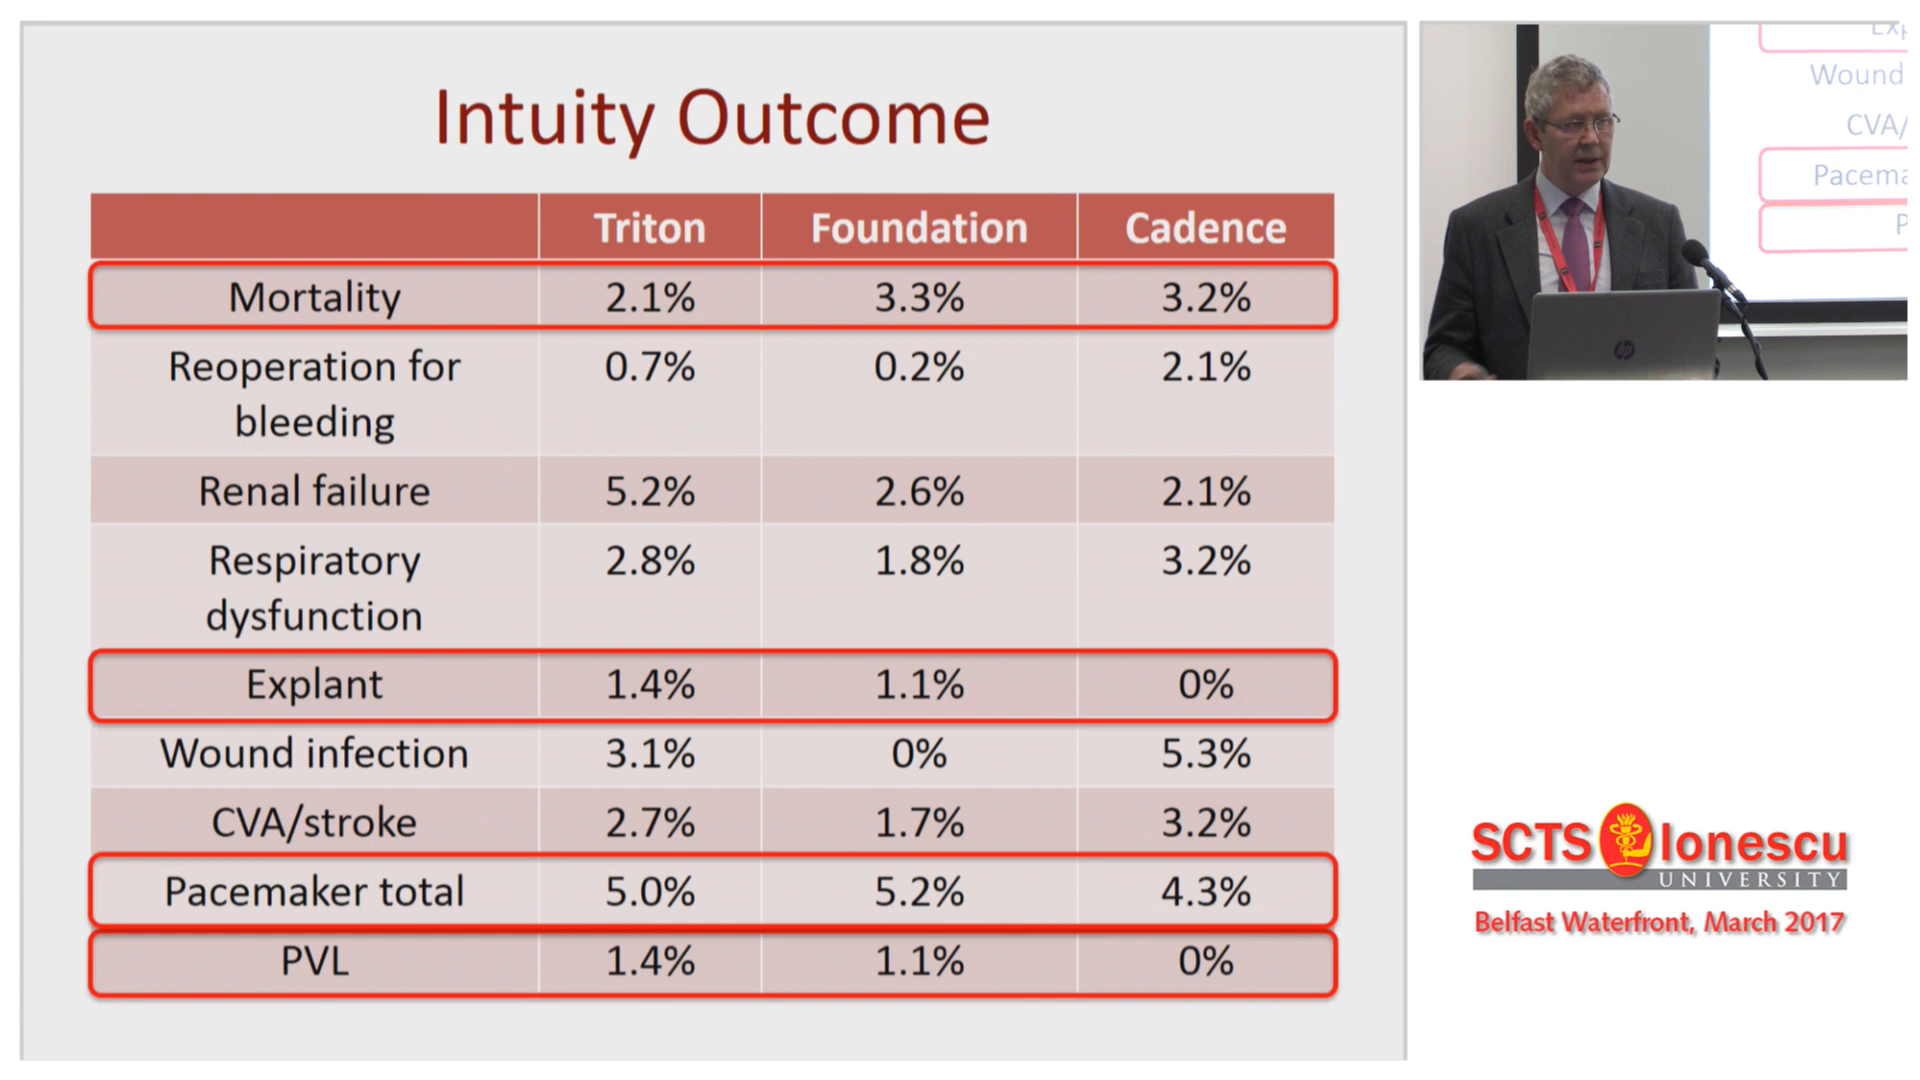 Intuity Outcome
Triton Foundation Cadence
Mortality 2.1% 3.3% 3.2%
Reoperation for bleeding 0.7% 0.2% 2.1%
Renal failure 5.2% 2.6% 2.1%
Respiratory dysfunction 2.8% 1.8% 3.2%
Explant 1.4% 1.1% 0%
Wound infection 3.1% 0% 5.3%
CVA/stroke 2.7% 1.7% 3.2%
Pacemaker total 5.0% 5.2% 4.3%
PVL 1.4% 1.1% 0%
Wound
CVA/
Pacema
P
hp
SCTS Ionescu
UNIVERSITY
Belfast Waterfront, March 2017